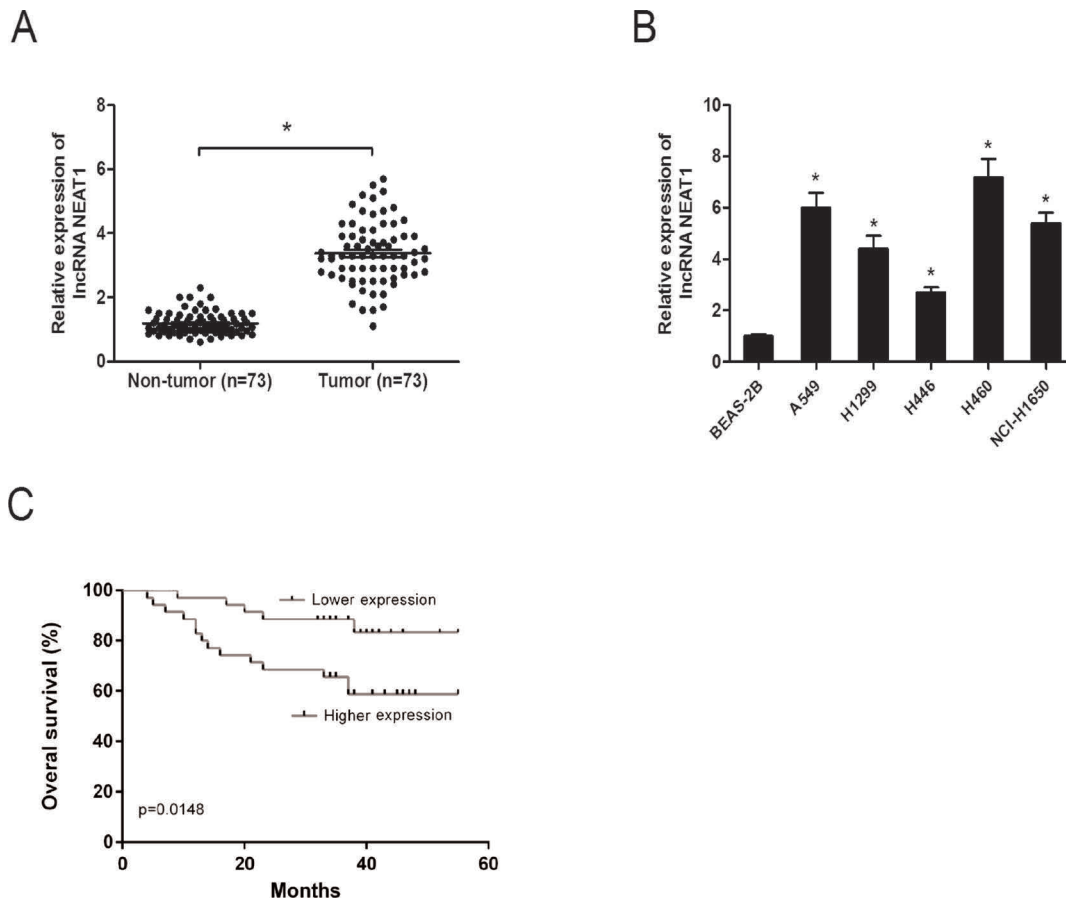 A
Relative expression of
lncRNA NEAT1
8
6
4
2
0
*
Non-tumor (n=73)
Tumor (n=73)
B
Relative expression of
lncRNA NEAT1
10
8
6
4
2
0
*
*
*
*
*
BEAS-2B
A549
H1299
H446
H460
NCI-H1650
C
Overal survival (%)
100
80
60
40
20
0
Lower expression
Higher expression
p=0.0148
0
20
40
60
Months